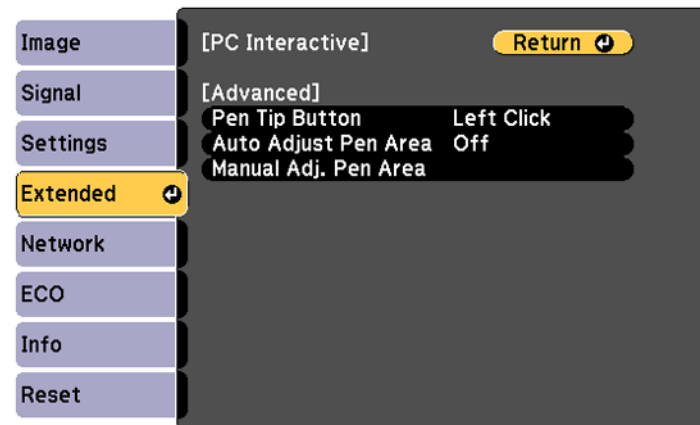 Image
Signal
Settings
Extended
Network
ECO
Info
Reset
[PC Interactive] Return
[Advanced]
Pen Tip Button Left Click
Auto Adjust Pen Area Off
Manual Adj. Pen Area